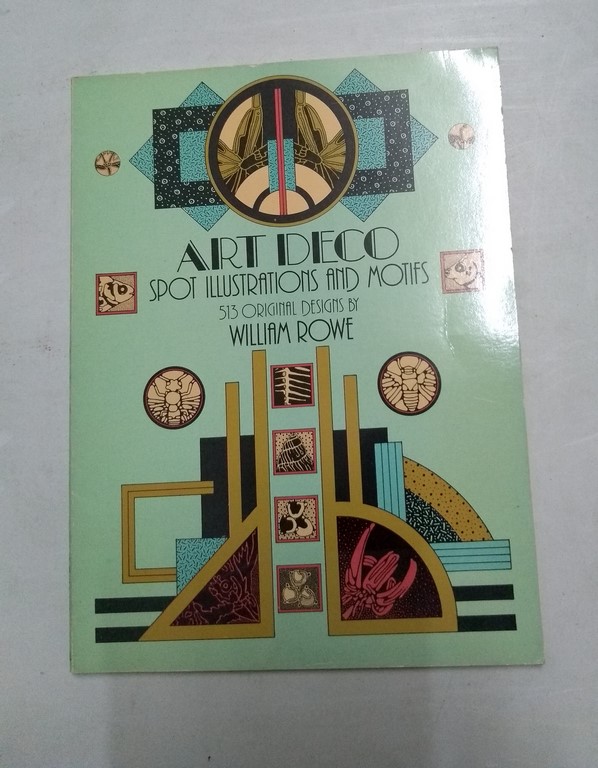 ART DECO
SPOT ILLUSTRATIONS AND MOTIFS
513 ORIGINAL DESIGNS BY
WILLIAM ROWE